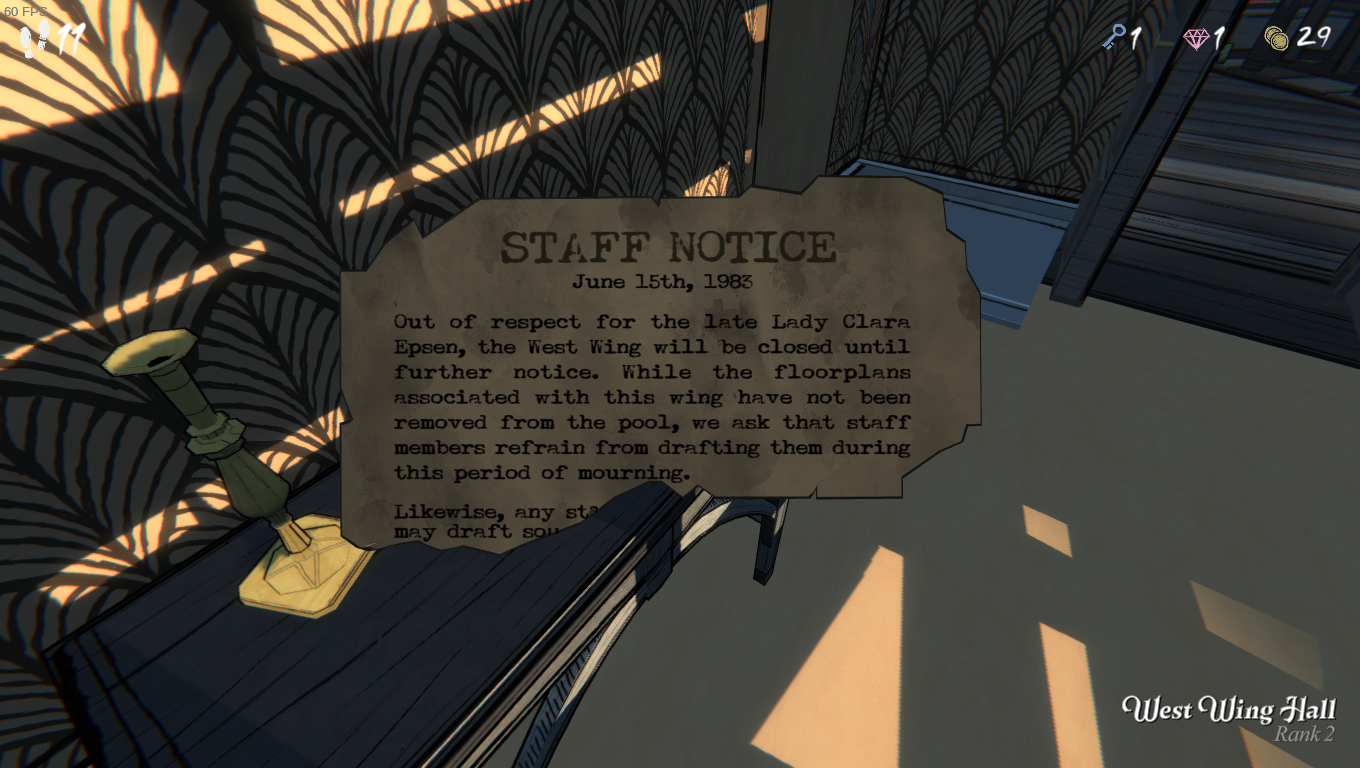 60 FPS
11
1
1
29
STAFF NOTICE
June 15th, 1983
Out of respect for the late Lady Clara
Epsen, the West Wing will be closed until
further notice. While the floorplans
associated with this wing have not been
removed from the pool, we ask that staff
members refrain from drafting them during
this period of mourning.
Likewise, any
may draft
West Wing Hall
Rank 2